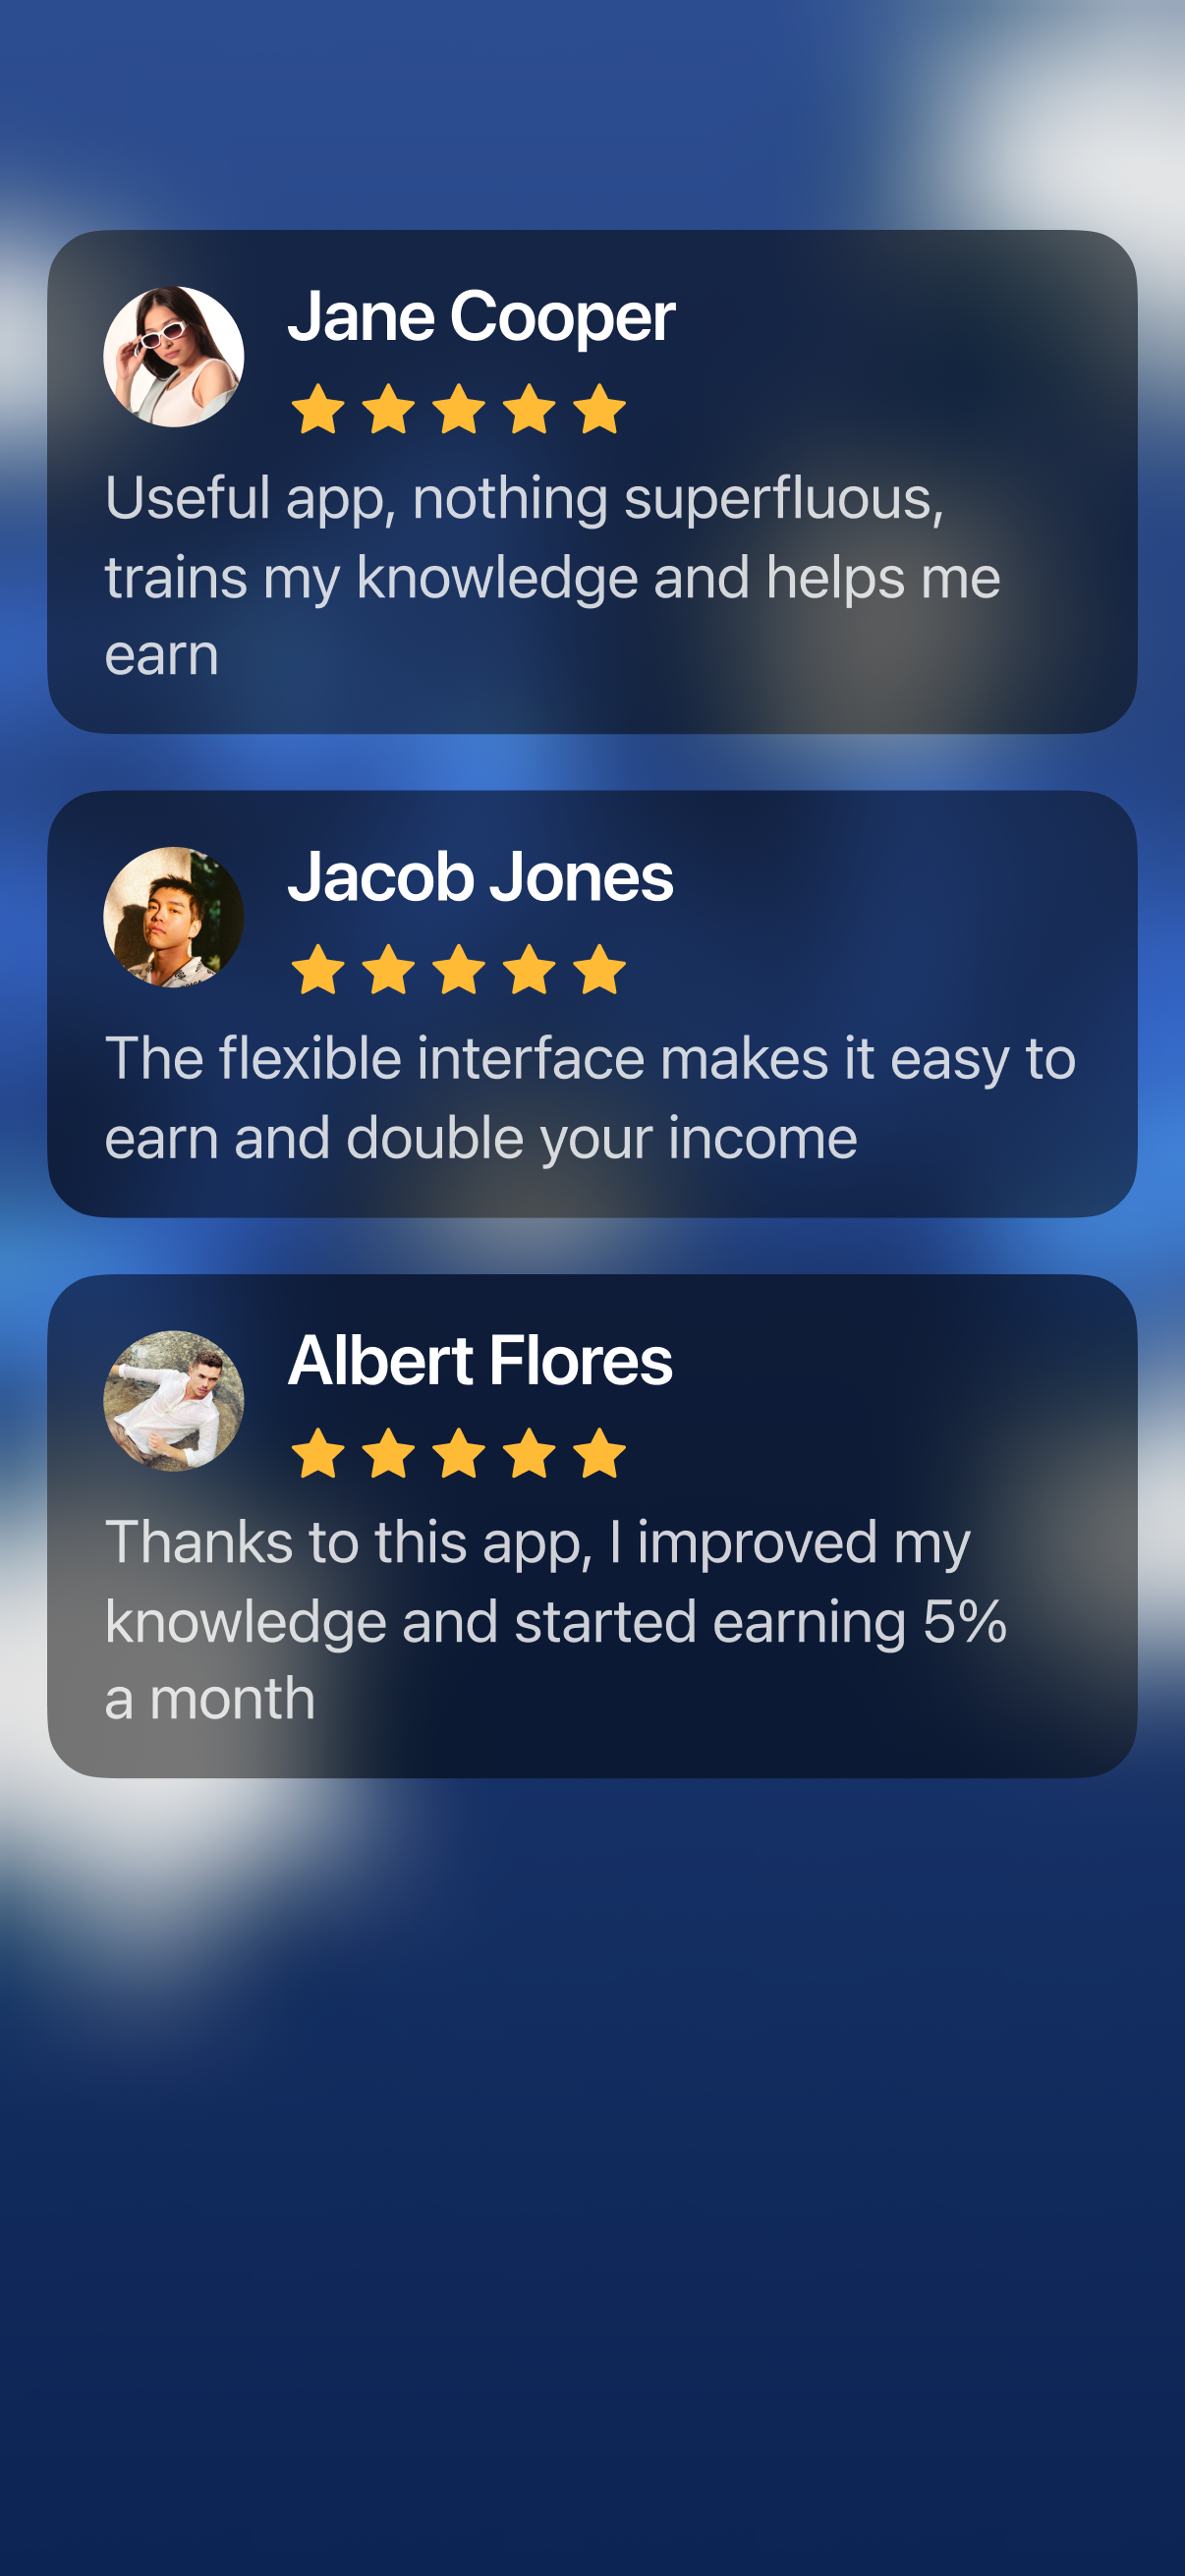 Jane Cooper
Useful app, nothing superfluous,
trains my knowledge and helps me
earn
Jacob Jones
The flexible interface makes it easy to
earn and double your income
Albert Flores
Thanks to this app, I improved my
knowledge and started earning 5%
a month